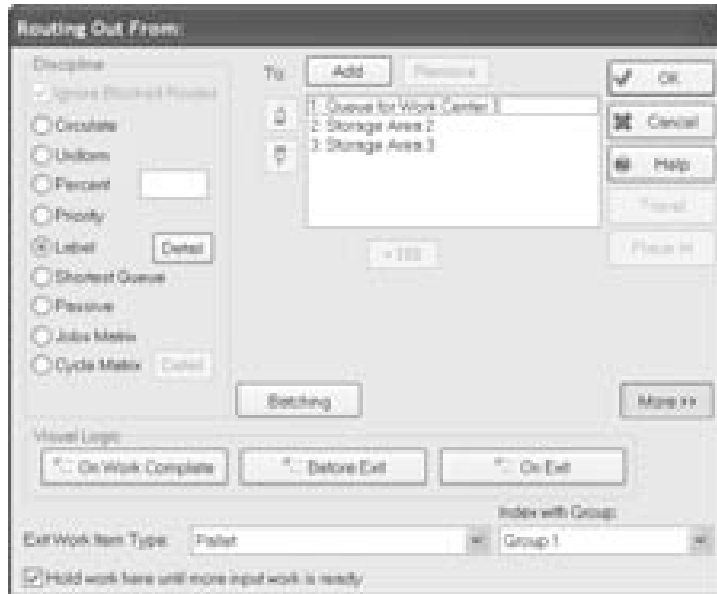 Routing Out From:
Discipline
Ignore Blocked Routes
Circulate
Uniform
Percent
Priority
Label
Detail
Shortest Queue
Passive
Jobs Matrix
Cycle Matrix
Detail
To:
Add
Remove
1: Queue for Work Center 1
2: Storage Area 2
3: Storage Area 3
=100
Batching
OK
Cancel
Help
Travel
Place At
More >>
Visual Logic
On Work Complete
Before Exit
On Exit
Index with Group:
Exit Work Item Type:
Pallet
Group 1
Hold work here until more input work is ready